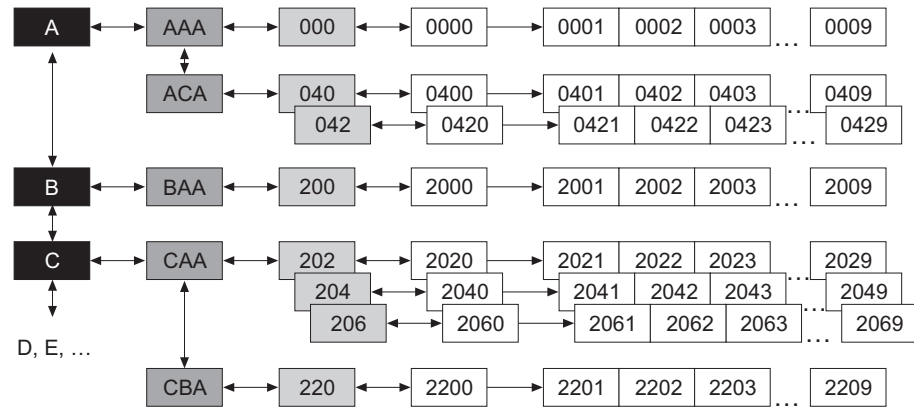 A AAA 000 0000 0001 0002 0003 ... 0009
ACA 040 0400 0401 0402 0403 ... 0409
042 0420 0421 0422 0423 ... 0429
B BAA 200 2000 2001 2002 2003 ... 2009
C CAA 202 2020 2021 2022 2023 ... 2029
204 2040 2041 2042 2043 ... 2049
206 2060 2061 2062 2063 ... 2069
D, E, ...
CBA 220 2200 2201 2202 2203 ... 2209